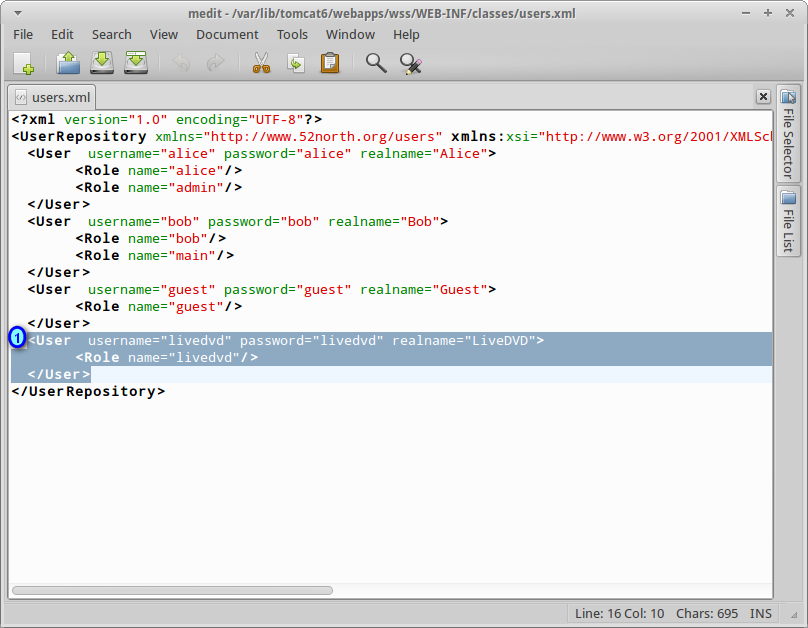 medit - /var/lib/tomcat6/webapps/wss/WEB-INF/classes/users.xml
File Edit Search View Document Tools Window Help
users.xml
<?xml version="1.0" encoding="UTF-8"?>
<UserRepository xmlns="http://www.52north.org/users" xmlns:xsi="http://www.w3.org/2001/XMLSc
<User  username="alice" password="alice" realname="Alice">
<Role name="alice"/>
<Role name="admin"/>
</User>
<User  username="bob" password="bob" realname="Bob">
<Role name="bob"/>
<Role name="main"/>
</User>
<User  username="guest" password="guest" realname="Guest">
<Role name="guest"/>
</User>
1
<User  username="livedvd" password="livedvd" realname="LiveDVD">
<Role name="livedvd"/>
</User>
</UserRepository>
File Selector
File List
Line: 16 Col: 10 Chars: 695 INS